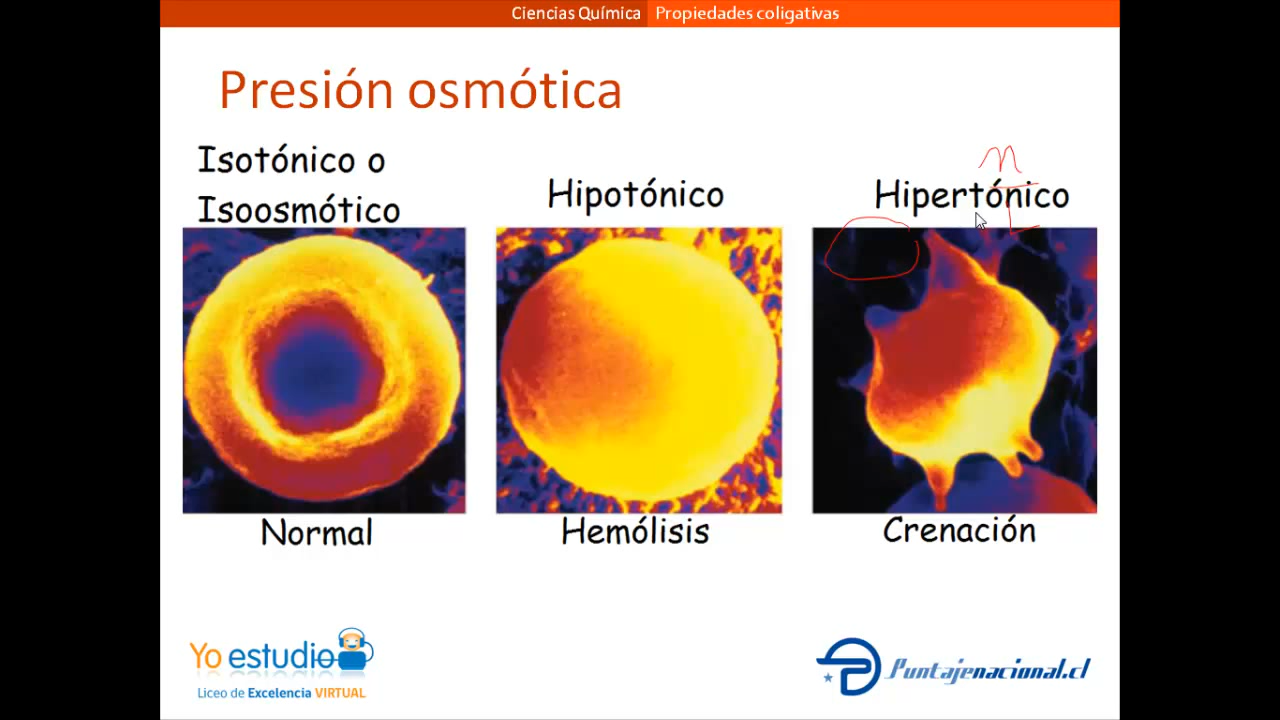 Ciencias Química Propiedades coligativas
Presión osmótica
Isotónico o
Isoosmótico
Hipotónico
n
Hipertónico
L
Normal
Hemólisis
Crenación
Yo estudio
Liceo de Excelencia VIRTUAL
Puntajenacional.cl